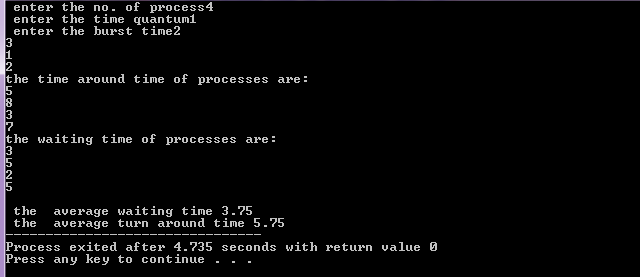 enter the no. of process4
enter the time quantum1
enter the burst time2
3
1
2
the time around time of processes are:
5
8
3
7
the waiting time of processes are:
3
5
2
5
the  average waiting time 3.75
the  average turn around time 5.75
--------------------------------
Process exited after 4.735 seconds with return value 0
Press any key to continue . . .